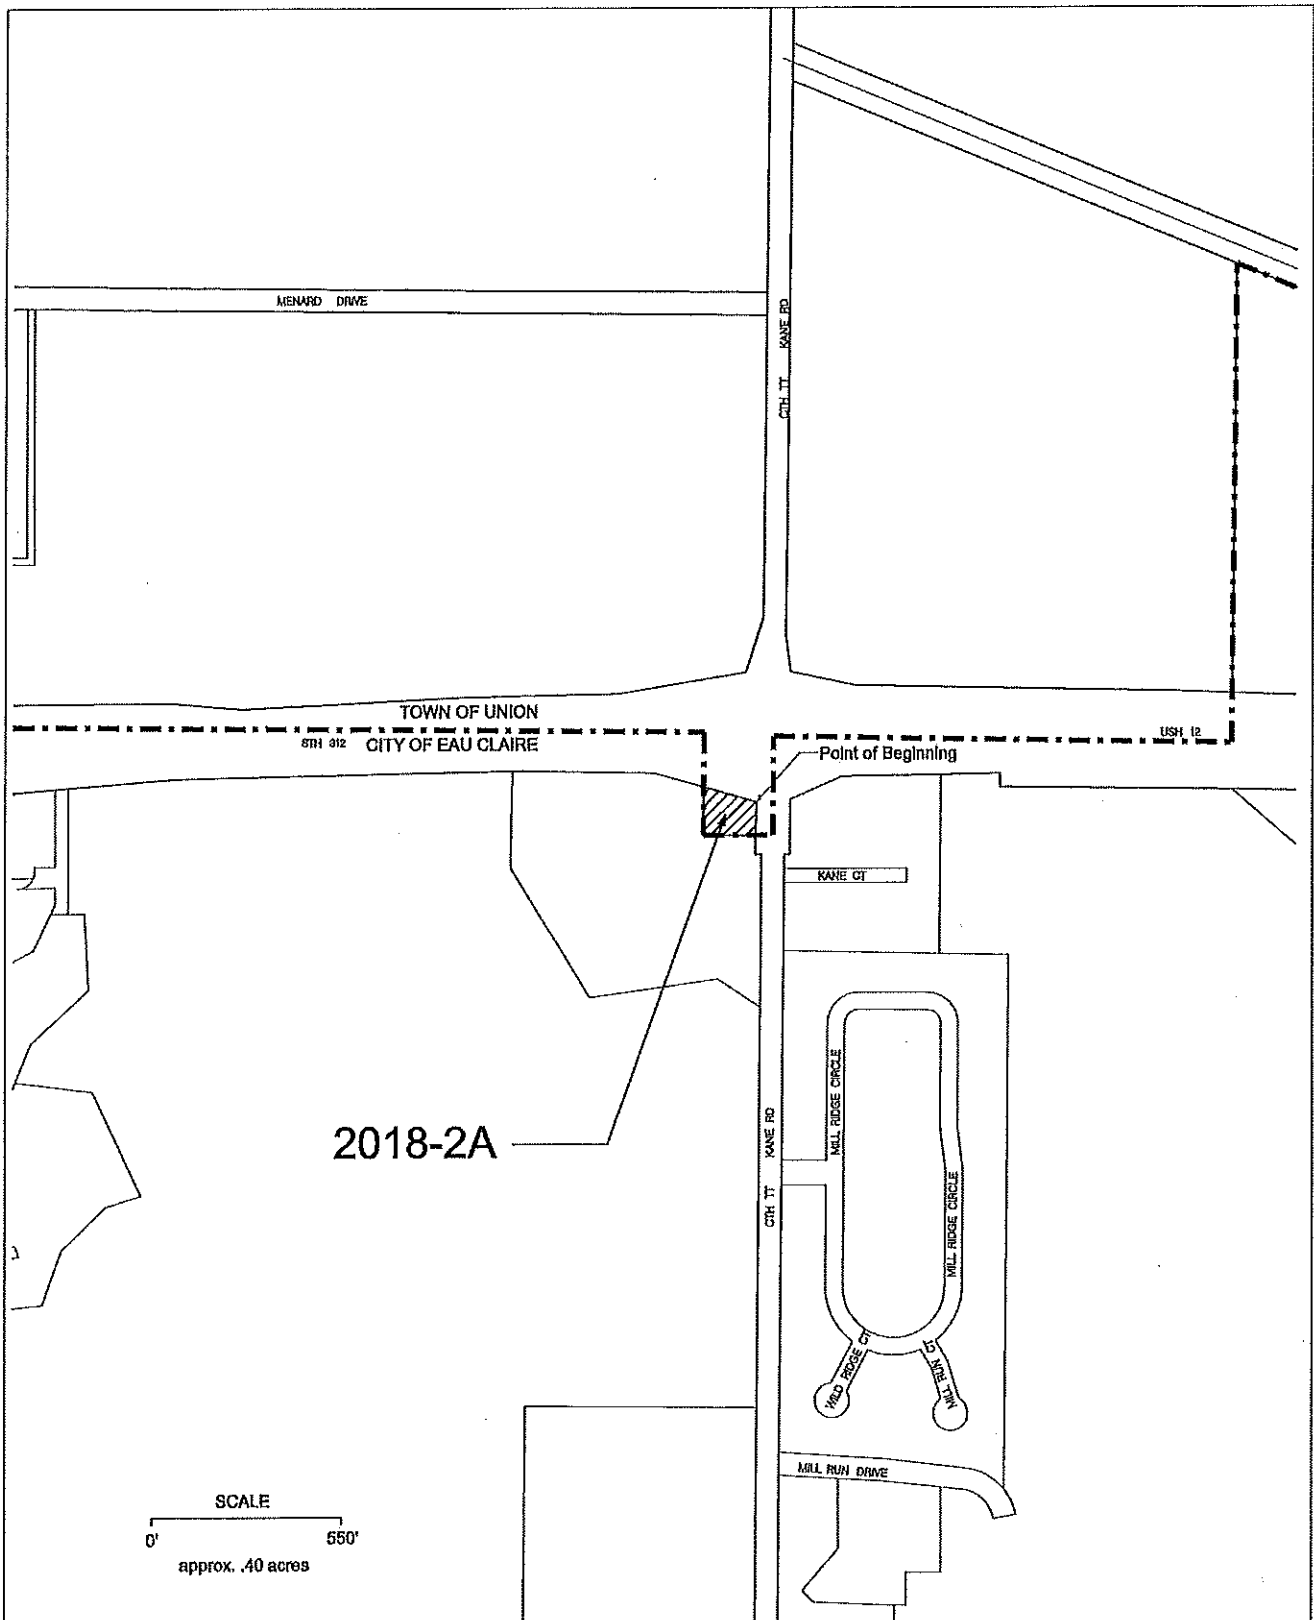 MENARD DRIVE
CTH TT KANE RD
TOWN OF UNION
STH 312 CITY OF EAU CLAIRE
USH 12
Point of Beginning
KANE CT
MILL RIDGE CIRCLE
2018-2A
CTH TT KANE RD
MILL RIDGE CIRCLE
WILD RIDGE CT
MILL RUN CT
MILL RUN DRIVE
SCALE
0' 550'
approx. .40 acres